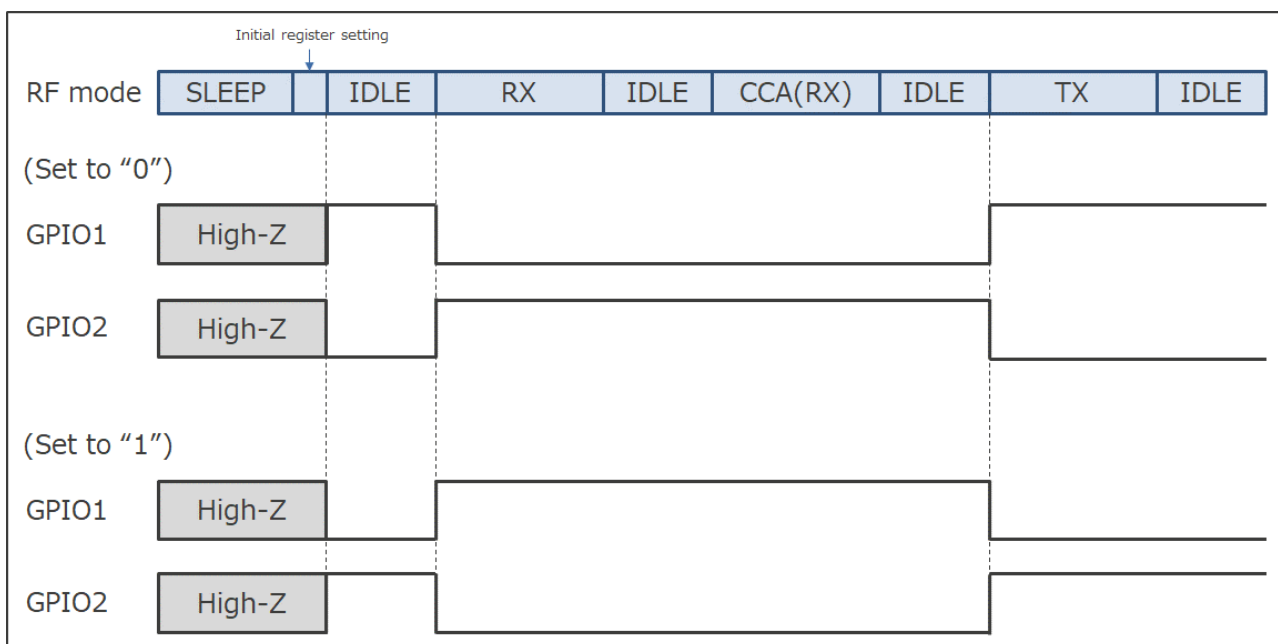 Initial register setting
RF mode SLEEP IDLE RX IDLE CCA(RX) IDLE TX IDLE
(Set to “0”)
GPIO1 High-Z
GPIO2 High-Z
(Set to “1”)
GPIO1 High-Z
GPIO2 High-Z